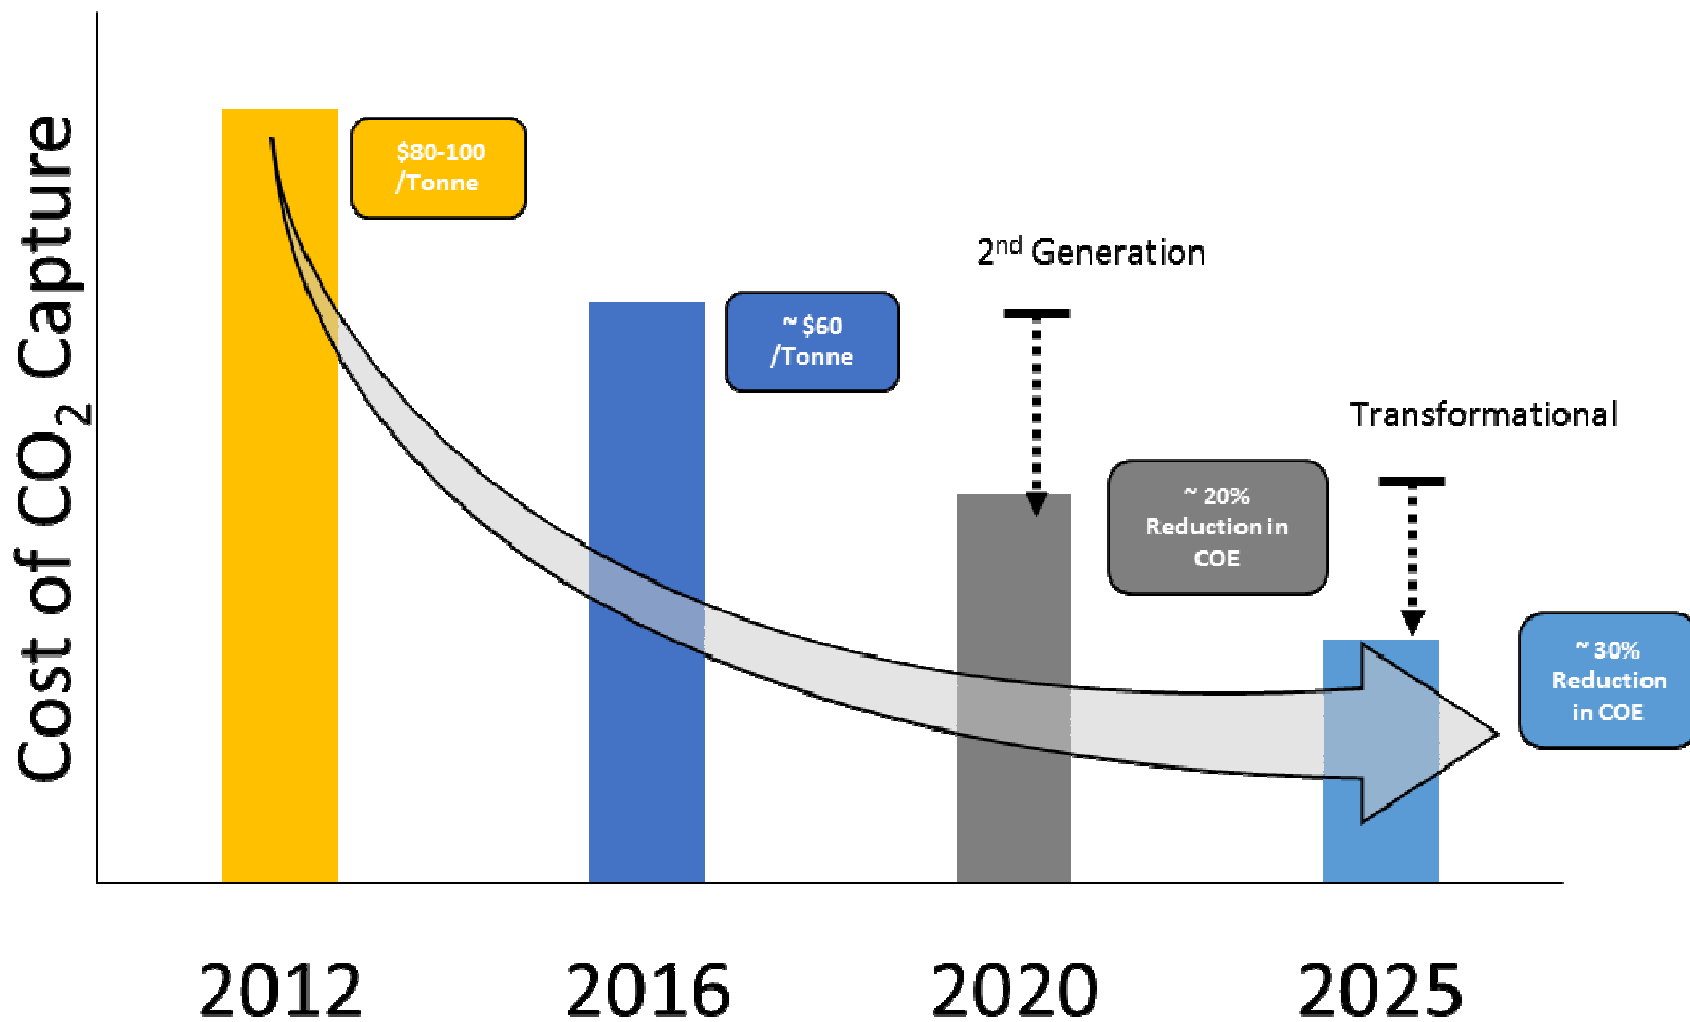 Cost of CO₂ Capture
$80-100
/Tonne
~ $60
/Tonne
2nd Generation
~ 20%
Reduction in
COE
Transformational
~ 30%
Reduction
in COE
2012
2016
2020
2025